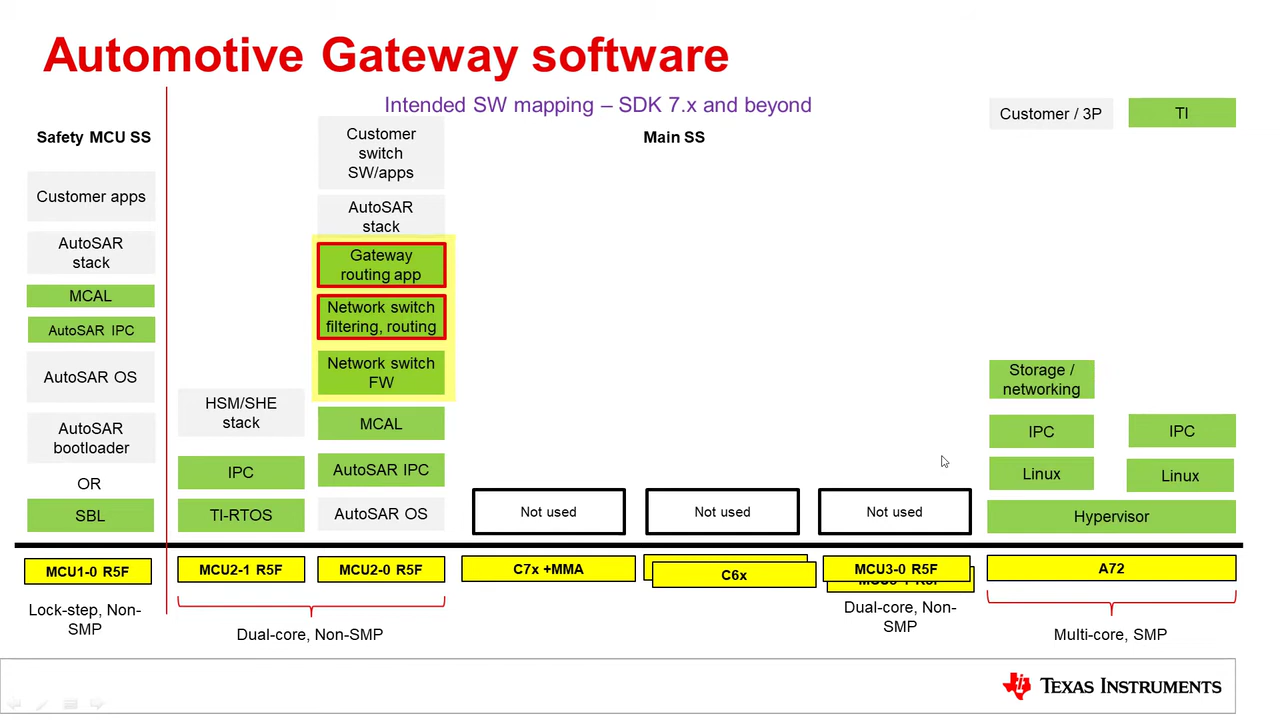 Automotive Gateway software
Intended SW mapping – SDK 7.x and beyond
Customer / 3P
TI
Safety MCU SS
Main SS
Customer apps
AutoSAR
stack
MCAL
AutoSAR IPC
AutoSAR OS
AutoSAR
bootloader
OR
SBL
HSM/SHE
stack
IPC
TI-RTOS
Customer
switch
SW/apps
AutoSAR
stack
Gateway
routing app
Network switch
filtering, routing
Network switch
FW
MCAL
AutoSAR IPC
AutoSAR OS
Not used
Not used
Not used
Storage /
networking
IPC
Linux
IPC
Linux
Hypervisor
MCU1-0 R5F
MCU2-1 R5F
MCU2-0 R5F
C7x +MMA
C6x
MCU3-0 R5F
A72
Lock-step, Non-
SMP
Dual-core, Non-SMP
Dual-core, Non-
SMP
Multi-core, SMP
TEXAS INSTRUMENTS